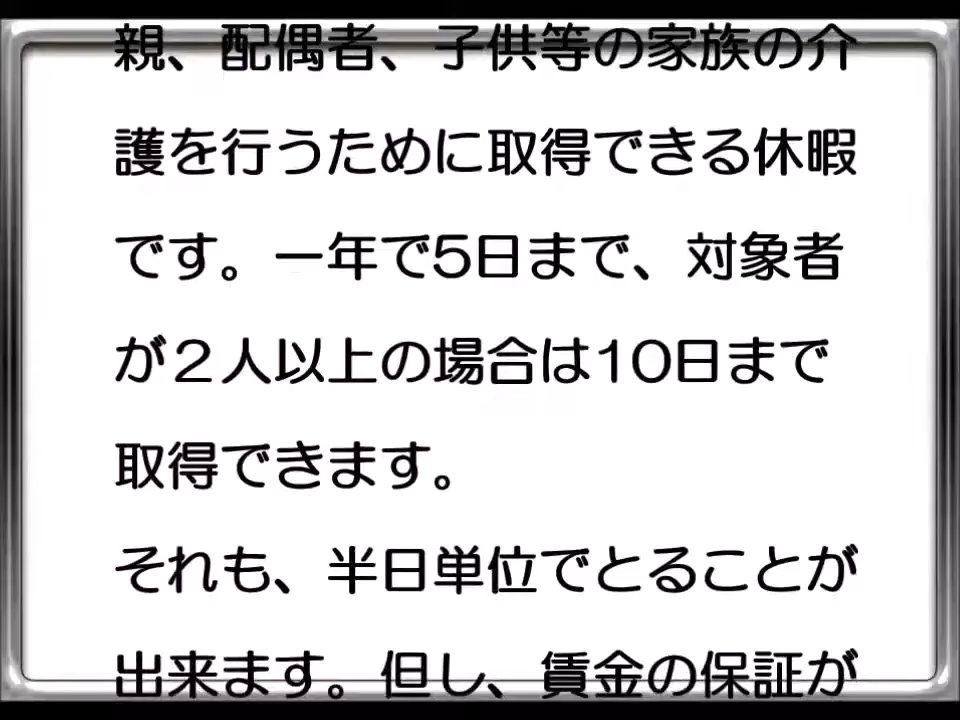 親、配偶者、子供等の家族の介
護を行うために取得できる休暇
です。一年で5日まで、対象者
が２人以上の場合は10日まで
取得できます。
それも、半日単位でとることが
出来ます。但し、賃金の保証が